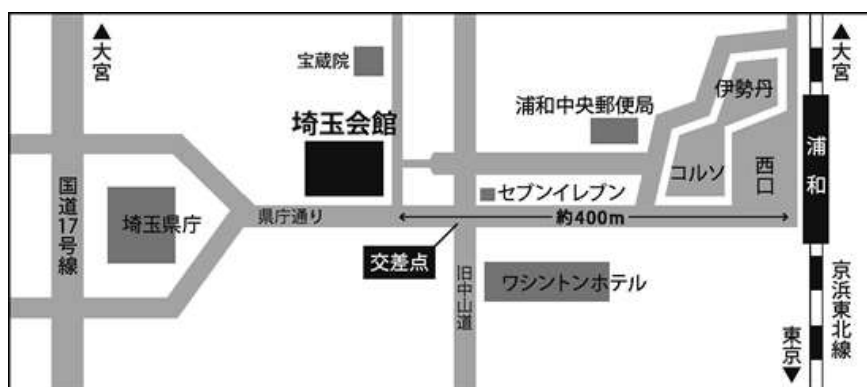 ▲大宮
宝蔵院
埼玉会館
浦和中央郵便局
伊勢丹
▲大宮
国道17号線
埼玉県庁
県庁通り
セブンイレブン
コルソ
西口
浦和
約400m
交差点
旧中山道
ワシントンホテル
京浜東北線
東京▼